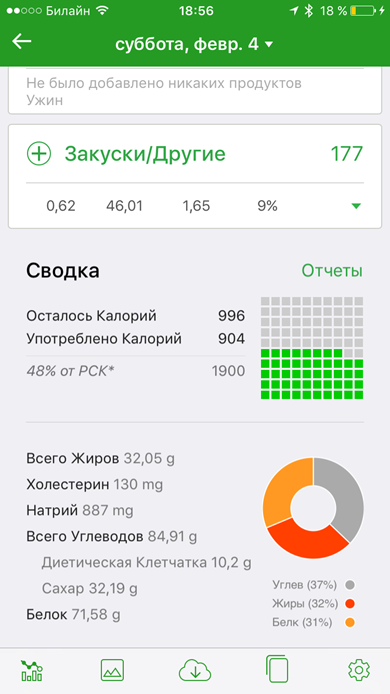 Билайн 18:56 18 %
суббота, февр. 4
Не было добавлено никаких продуктов
Ужин
Закуски/Другие 177
0,62 46,01 1,65 9%
Сводка Отчеты
Осталось Калорий 996
Употреблено Калорий 904
48% от РСК* 1900
Всего Жиров 32,05 g
Холестерин 130 mg
Натрий 887 mg
Всего Углеводов 84,91 g
Диетическая Клетчатка 10,2 g
Сахар 32,19 g
Белок 71,58 g
Углев (37%)
Жиры (32%)
Белк (31%)